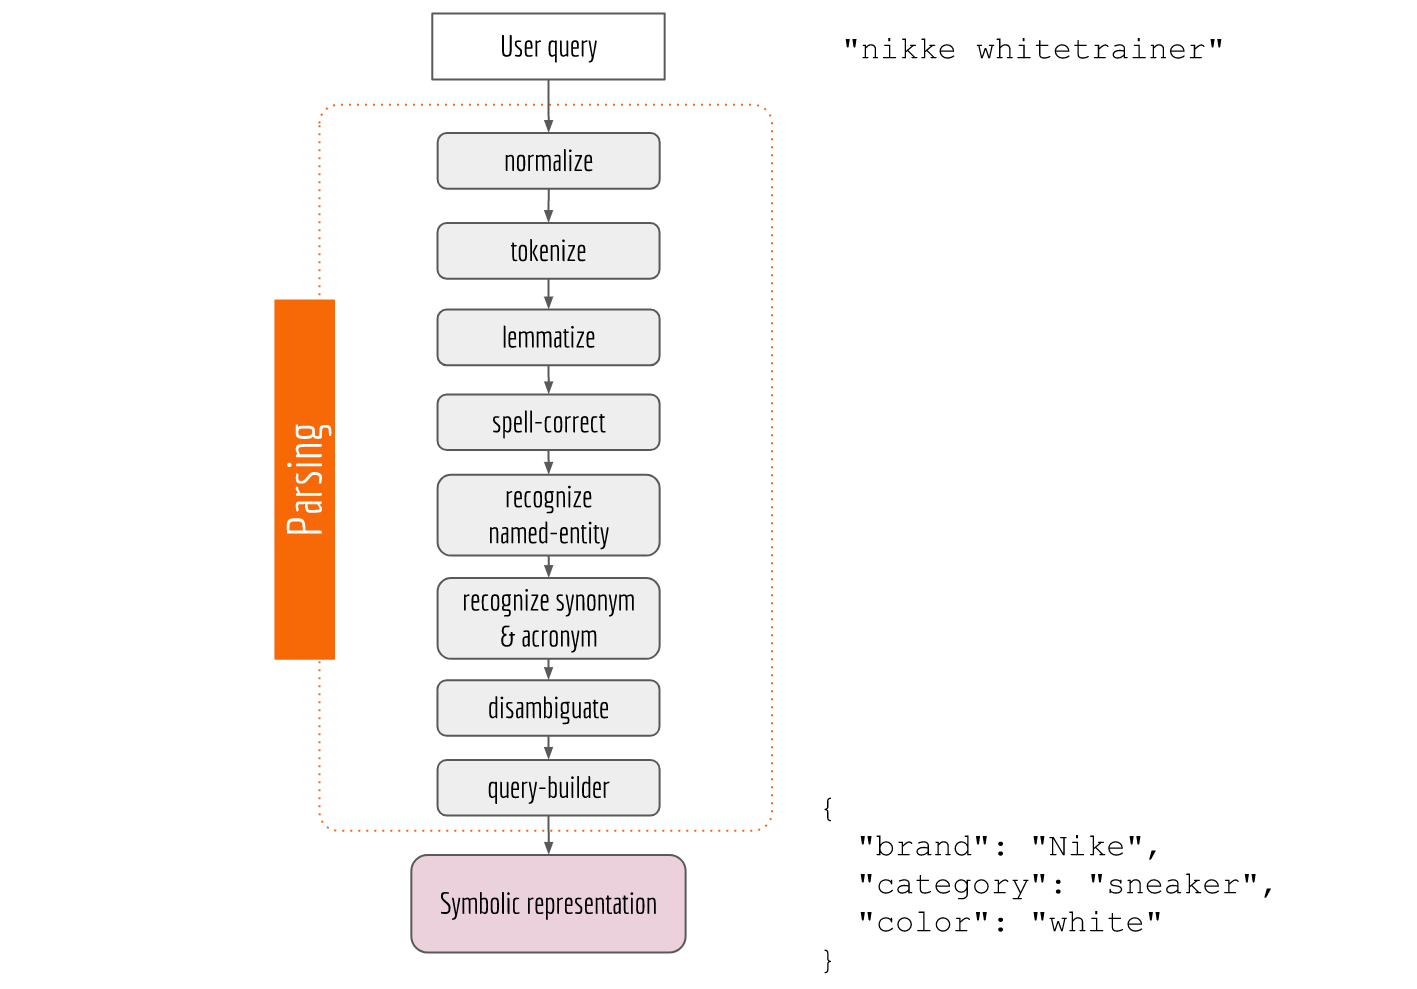 User query
"nikke whitetrainer"
normalize
tokenize
lemmatize
spell-correct
Parsing
recognize
named-entity
recognize synonym
& acronym
disambiguate
query-builder
Symbolic representation
{
"brand": "Nike",
"category": "sneaker",
"color": "white"
}